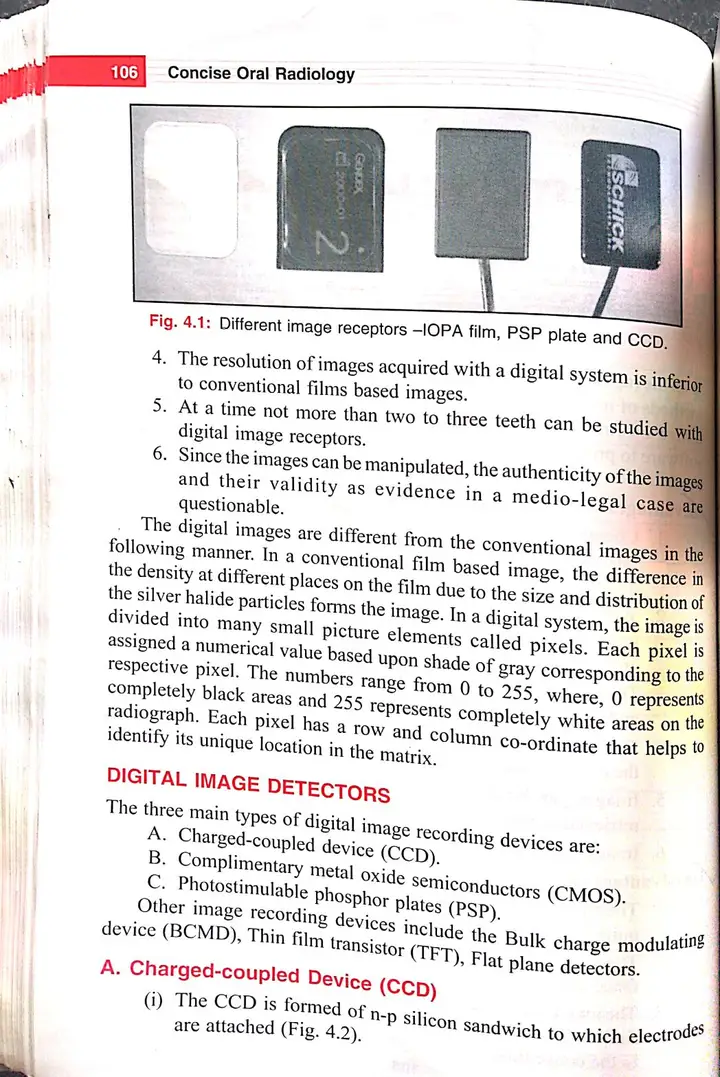 106 Concise Oral Radiology
GENDEX
2
SCHICK
Fig. 4.1: Different image receptors –IOPA film, PSP plate and CCD.
4. The resolution of images acquired with a digital system is inferior
to conventional films based images.
5. At a time not more than two to three teeth can be studied with
digital image receptors.
6. Since the images can be manipulated, the authenticity of the images
and their validity as evidence in a medio-legal case are
questionable.
The digital images are different from the conventional images in the
following manner. In a conventional film based image, the difference in
the density at different places on the film due to the size and distribution of
the silver halide particles forms the image. In a digital system, the image is
divided into many small picture elements called pixels. Each pixel is
assigned a numerical value based upon shade of gray corresponding to the
respective pixel. The numbers range from 0 to 255, where, 0 represents
completely black areas and 255 represents completely white areas on the
radiograph. Each pixel has a row and column co-ordinate that helps to
identify its unique location in the matrix.
DIGITAL IMAGE DETECTORS
The three main types of digital image recording devices are:
A. Charged-coupled device (CCD).
B. Complimentary metal oxide semiconductors (CMOS).
C. Photostimulable phosphor plates (PSP).
Other image recording devices include the Bulk charge modulating
device (BCMD), Thin film transistor (TFT), Flat plane detectors.
A. Charged-coupled Device (CCD)
(i) The CCD is formed of n-p silicon sandwich to which electrodes
are attached (Fig. 4.2).